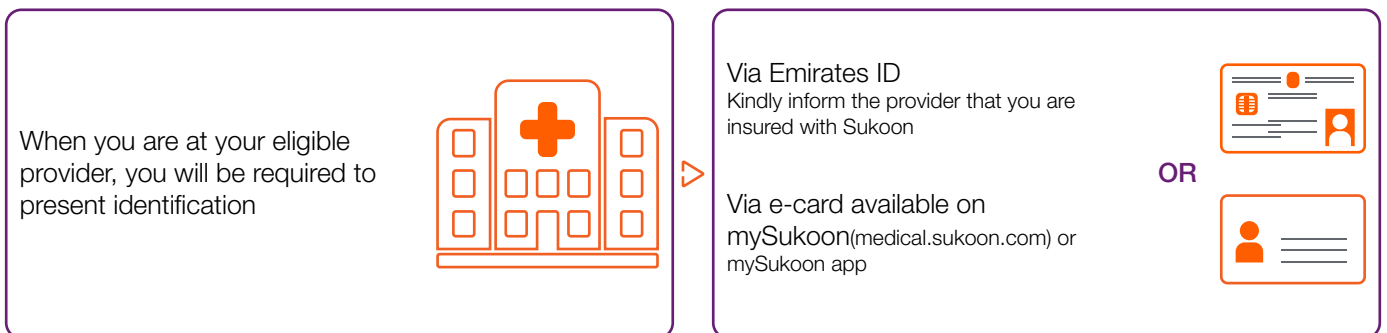 When you are at your eligible
provider, you will be required to
present identification
Via Emirates ID
Kindly inform the provider that you are
insured with Sukoon
OR
Via e-card available on
mySukoon(medical.sukoon.com) or
mySukoon app